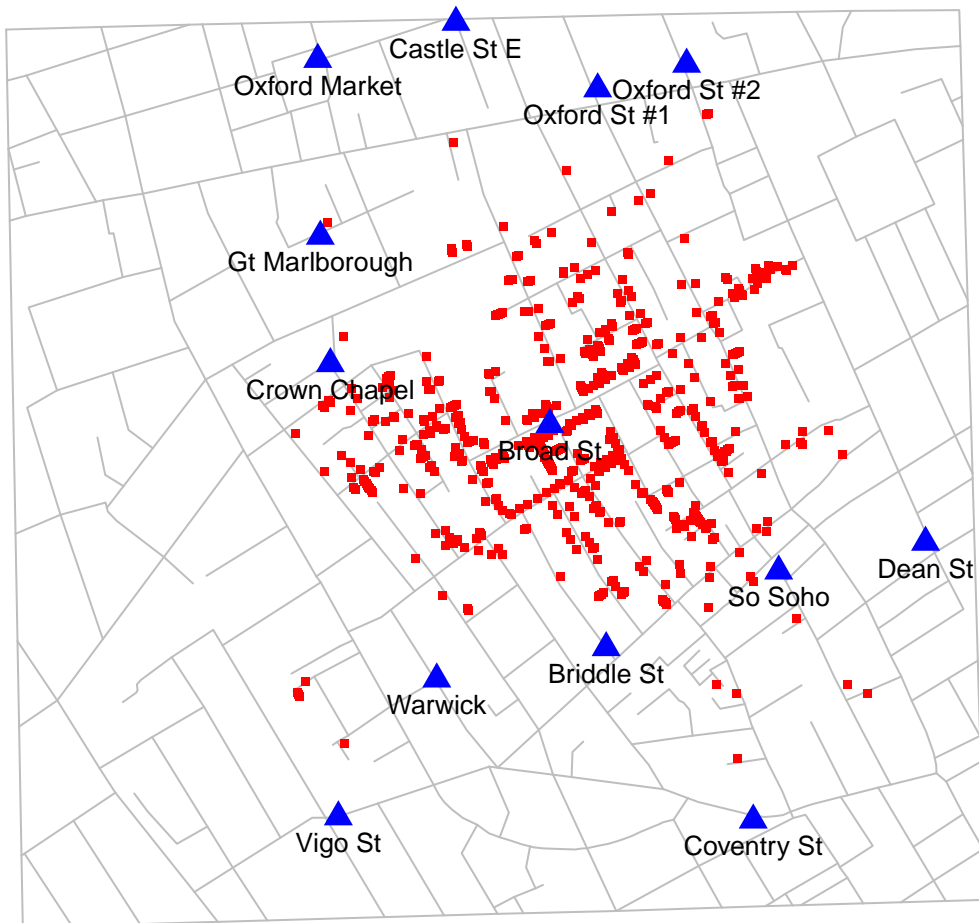 Castle St E
Oxford Market
Oxford St #2
Oxford St #1
Gt Marlborough
Crown Chapel
Broad St
Dean St
So Soho
Briddle St
Warwick
Vigo St
Coventry St